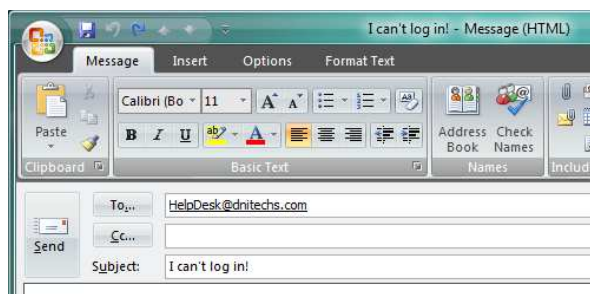 I can't log in! - Message (HTML)
Message Insert Options Format Text
Calibri (Bo 11 A A
Paste B I U ab A Address Book Check Names
Clipboard Basic Text Names Includ
To... HelpDesk@dnitechs.com
Cc...
Send
Subject: I can't log in!